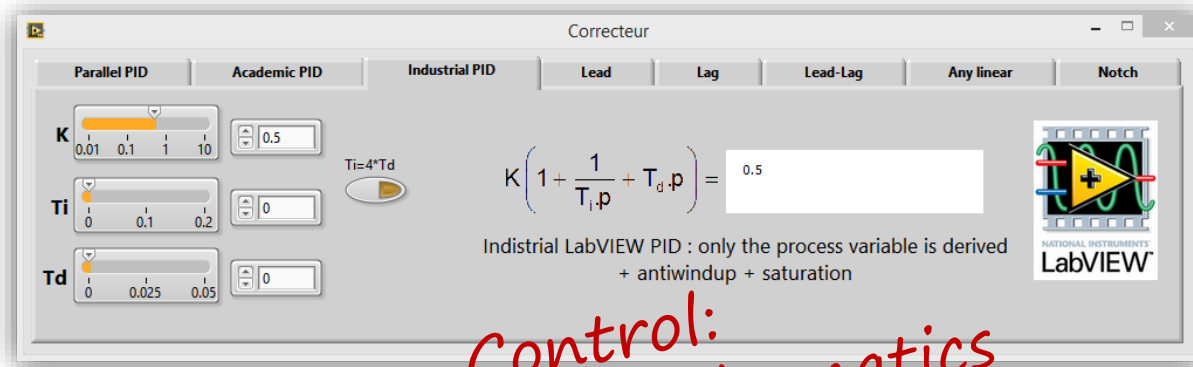 Correcteur
Parallel PID Academic PID Industrial PID Lead Lag Lead-Lag Any linear Notch
K 0.01 0.1 1 10 0.5
Ti=4*Td
Ti 0 0.1 0.2 0
Td 0 0.025 0.05 0
K(1 + 1/(Ti.p) + Td.p) = 0.5
Indistrial LabVIEW PID : only the process variable is derived
+ antiwindup + saturation
NATIONAL INSTRUMENTS
LabVIEW™
Control: